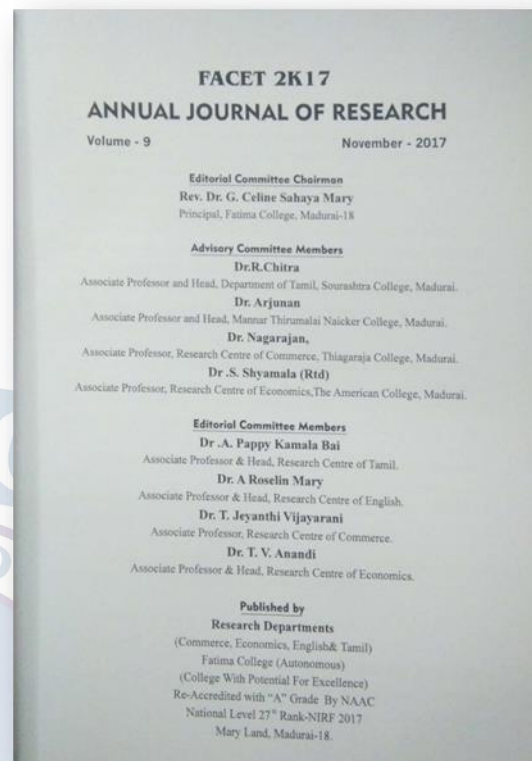 FACET 2K17
ANNUAL JOURNAL OF RESEARCH
Volume - 9 November - 2017
Editorial Committee Chairman
Rev. Dr. G. Celine Sahaya Mary
Principal, Fatima College, Madurai-18
Advisory Committee Members
Dr.R.Chitra
Associate Professor and Head, Department of Tamil, Sourashtra College, Madurai.
Dr. Arjunan
Associate Professor and Head, Mannar Thirumalai Naicker College, Madurai.
Dr. Nagarajan,
Associate Professor, Research Centre of Commerce, Thiagaraja College, Madurai.
Dr .S. Shyamala (Rtd)
Associate Professor, Research Centre of Economics,The American College, Madurai.
Editorial Committee Members
Dr .A. Pappy Kamala Bai
Associate Professor & Head, Research Centre of Tamil.
Dr. A Roselin Mary
Associate Professor & Head, Research Centre of English.
Dr. T. Jeyanthi Vijayarani
Associate Professor, Research Centre of Commerce.
Dr. T. V. Anandi
Associate Professor & Head, Research Centre of Economics.
Published by
Research Departments
(Commerce, Economics, English& Tamil)
Fatima College (Autonomous)
(College With Potential For Excellence)
Re-Accredited with "A" Grade By NAAC
National Level 27th Rank-NIRF 2017
Mary Land, Madurai-18.